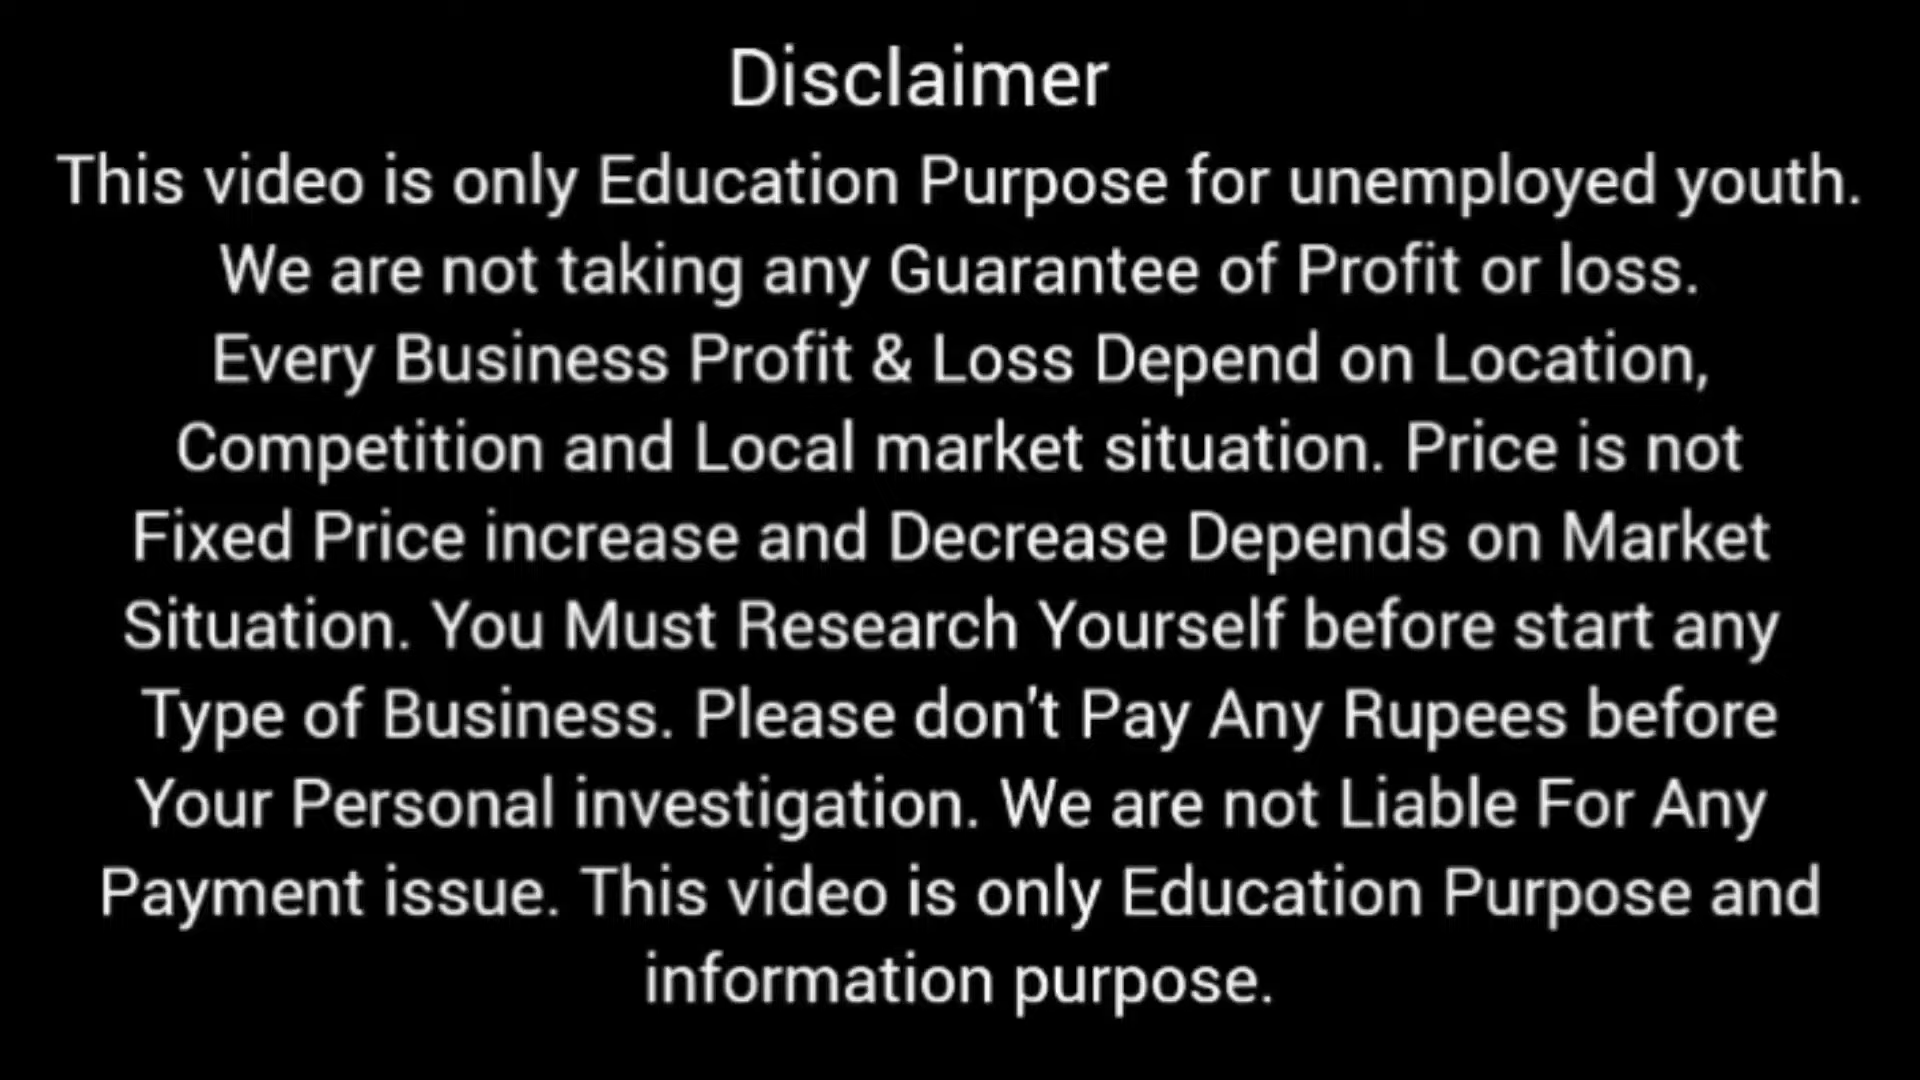 Disclaimer
This video is only Education Purpose for unemployed youth.
We are not taking any Guarantee of Profit or loss.
Every Business Profit & Loss Depend on Location,
Competition and Local market situation. Price is not
Fixed Price increase and Decrease Depends on Market
Situation. You Must Research Yourself before start any
Type of Business. Please don't Pay Any Rupees before
Your Personal investigation. We are not Liable For Any
Payment issue. This video is only Education Purpose and
information purpose.